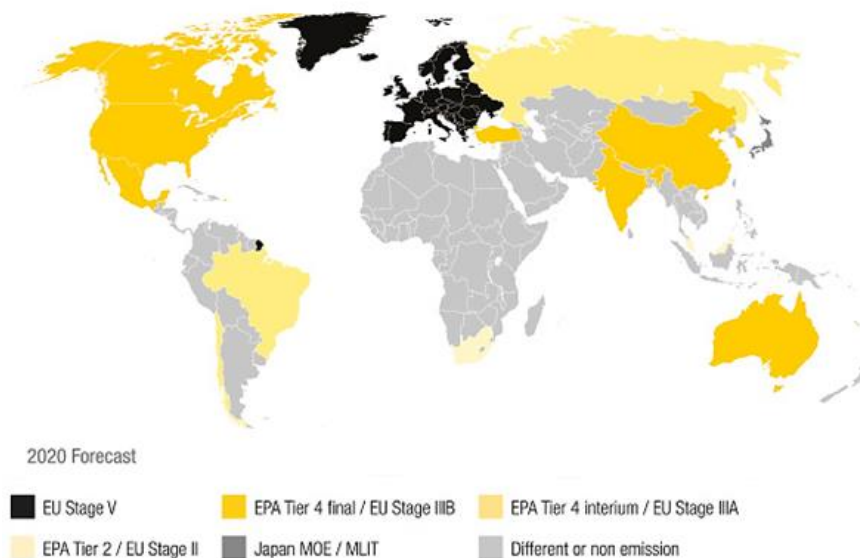 2020 Forecast
EU Stage V
EPA Tier 4 final / EU Stage IIIB
EPA Tier 4 interium / EU Stage IIIA
EPA Tier 2 / EU Stage II
Japan MOE / MLIT
Different or non emission